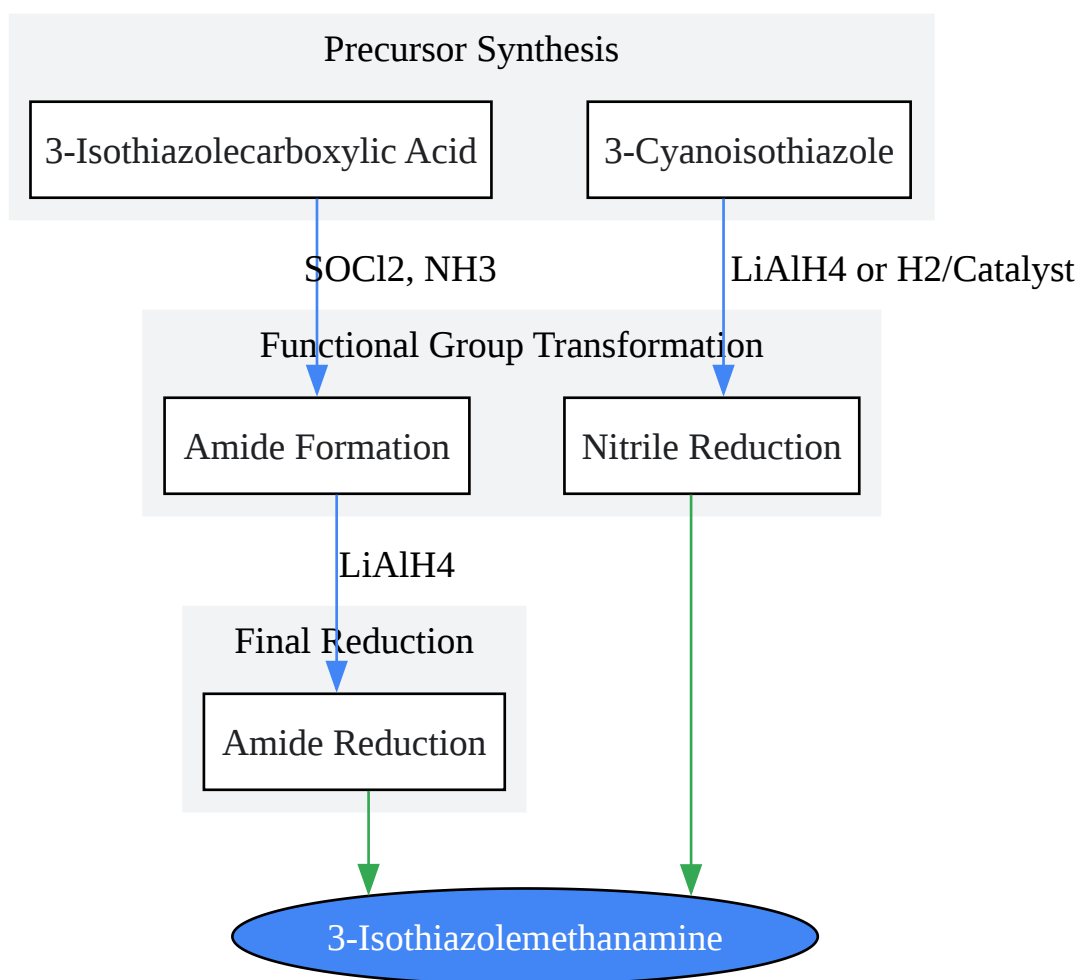 Precursor Synthesis
3-Isothiazolecarboxylic Acid
3-Cyanoisothiazole
SOCl2, NH3
LiAlH4 or H2/Catalyst
Functional Group Transformation
Amide Formation
Nitrile Reduction
LiAlH4
Final Reduction
Amide Reduction
3-Isothiazolemethanamine